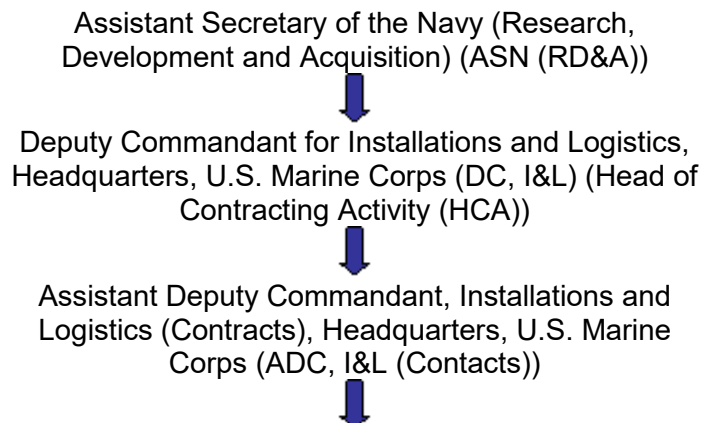 Assistant Secretary of the Navy (Research,
Development and Acquisition) (ASN (RD&A))
Deputy Commandant for Installations and Logistics,
Headquarters, U.S. Marine Corps (DC, I&L) (Head of
Contracting Activity (HCA))
Assistant Deputy Commandant, Installations and
Logistics (Contracts), Headquarters, U.S. Marine
Corps (ADC, I&L (Contacts))